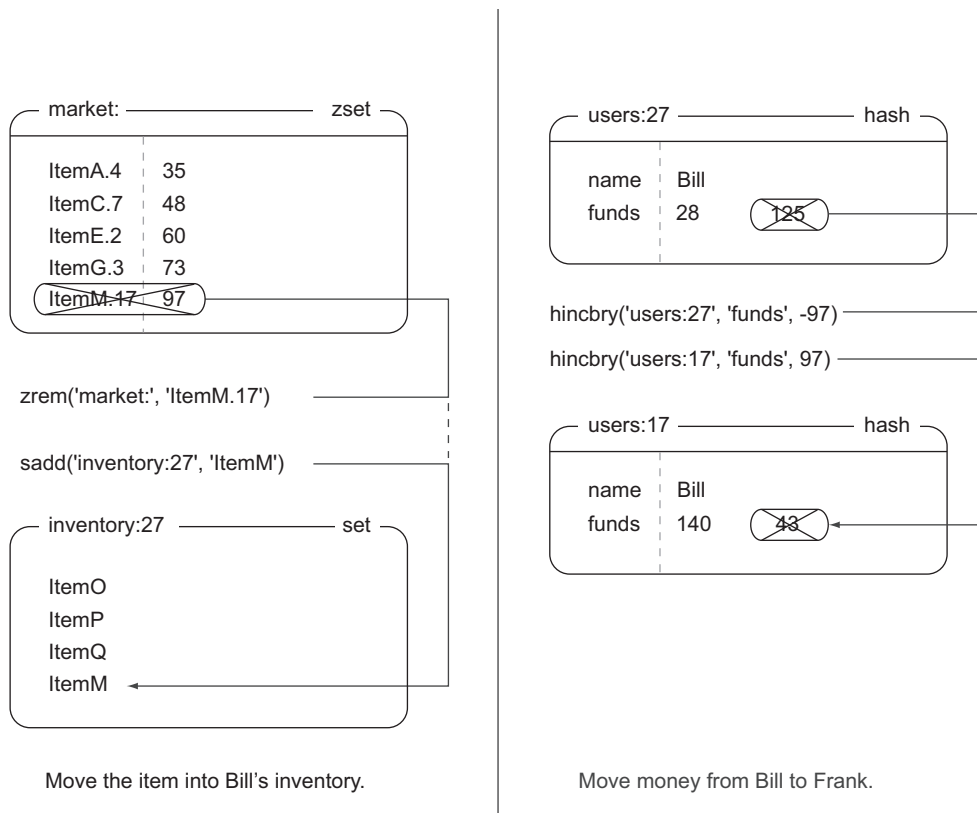 market: zset
ItemA.4 35
ItemC.7 48
ItemE.2 60
ItemG.3 73
ItemM.17 97
zrem('market:', 'ItemM.17')
sadd('inventory:27', 'ItemM')
inventory:27 set
ItemO
ItemP
ItemQ
ItemM
Move the item into Bill’s inventory.
users:27 hash
name Bill
funds 28 125
hincbry('users:27', 'funds', -97)
hincbry('users:17', 'funds', 97)
users:17 hash
name Bill
funds 140 43
Move money from Bill to Frank.